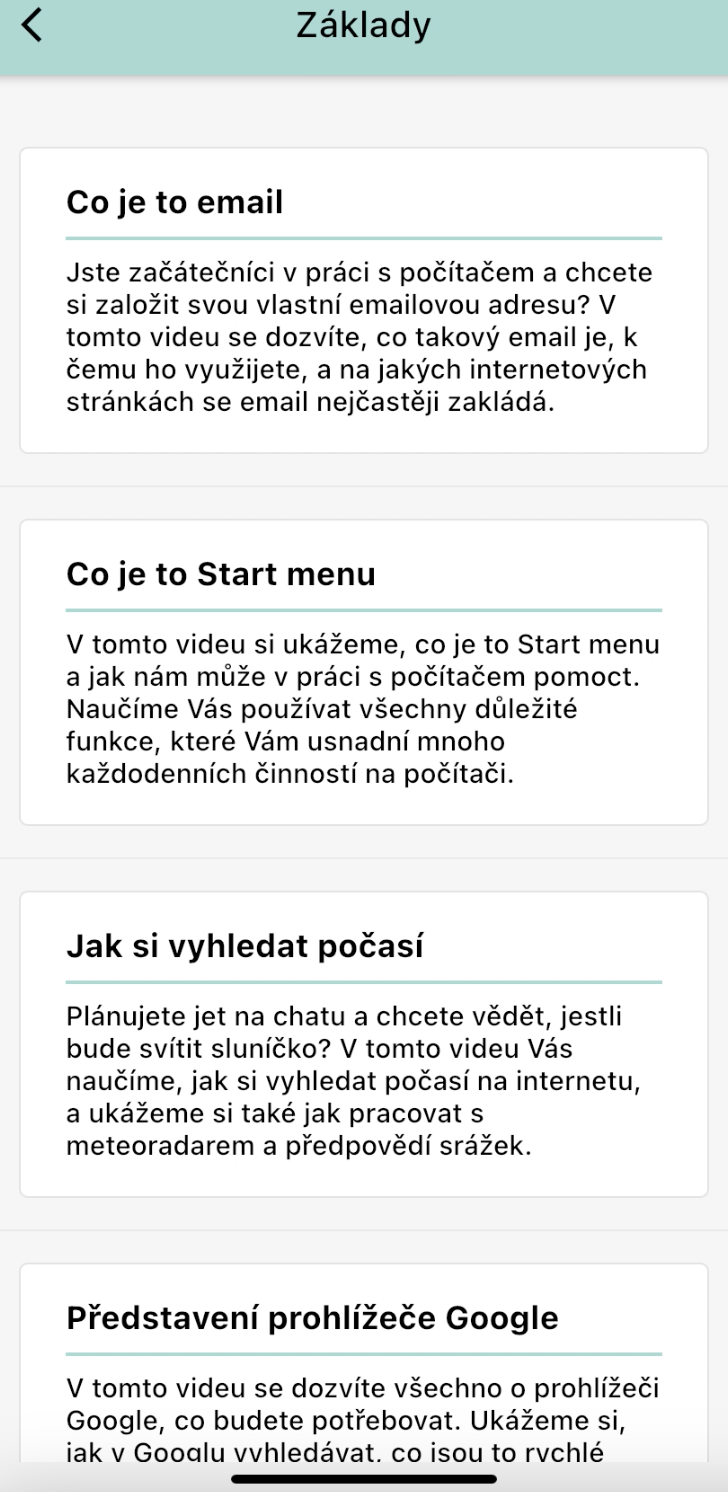 Základy
Co je to email
Jste začátečníci v práci s počítačem a chcete
si založit svou vlastní emailovou adresu? V
tomto videu se dozvíte, co takový email je, k
čemu ho využijete, a na jakých internetových
stránkách se email nejčastěji zakládá.
Co je to Start menu
V tomto videu si ukážeme, co je to Start menu
a jak nám může v práci s počítačem pomoct.
Naučíme Vás používat všechny důležité
funkce, které Vám usnadní mnoho
každodenních činností na počítači.
Jak si vyhledat počasí
Plánujete jet na chatu a chcete vědět, jestli
bude svítit sluníčko? V tomto videu Vás
naučíme, jak si vyhledat počasí na internetu,
a ukážeme si také jak pracovat s
meteoradarem a předpovědí srážek.
Představení prohlížeče Google
V tomto videu se dozvíte všechno o prohlížeči
Google, co budete potřebovat. Ukážeme si,
jak v Googlu vyhledávat, co jsou to rychlé